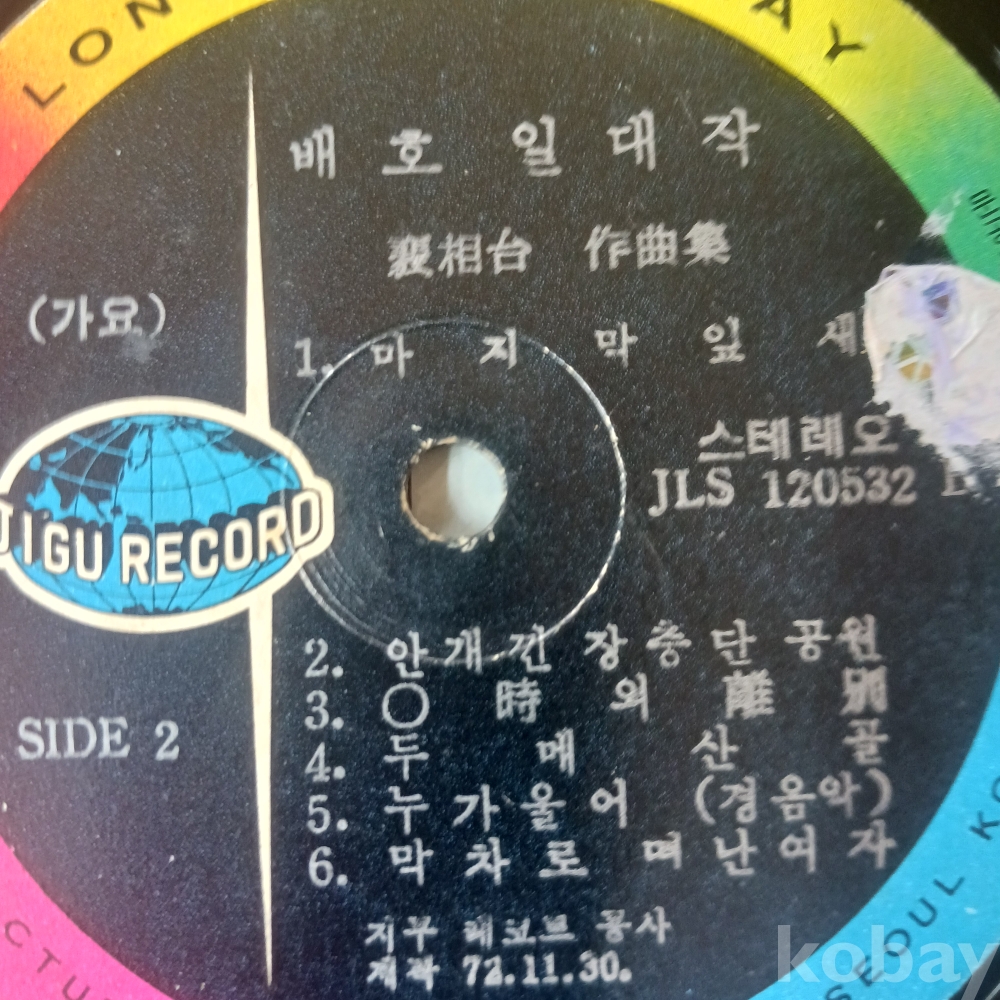 LON
AY
배 호 일 대 작
裵相台 作曲集
(가요)
1. 마 지 막 잎 새
스테레오
JLS 120532
JIGU RECORD
2. 안개낀 장충단 공원
3. ○ 時 의 離 別
SIDE 2
4. 두 메 산 골
5. 누가울어 (경음악)
6. 막차로 떠난여자
지구 레코드 공사
제작 72.11.30.
SEOUL KO
CTU
kobay